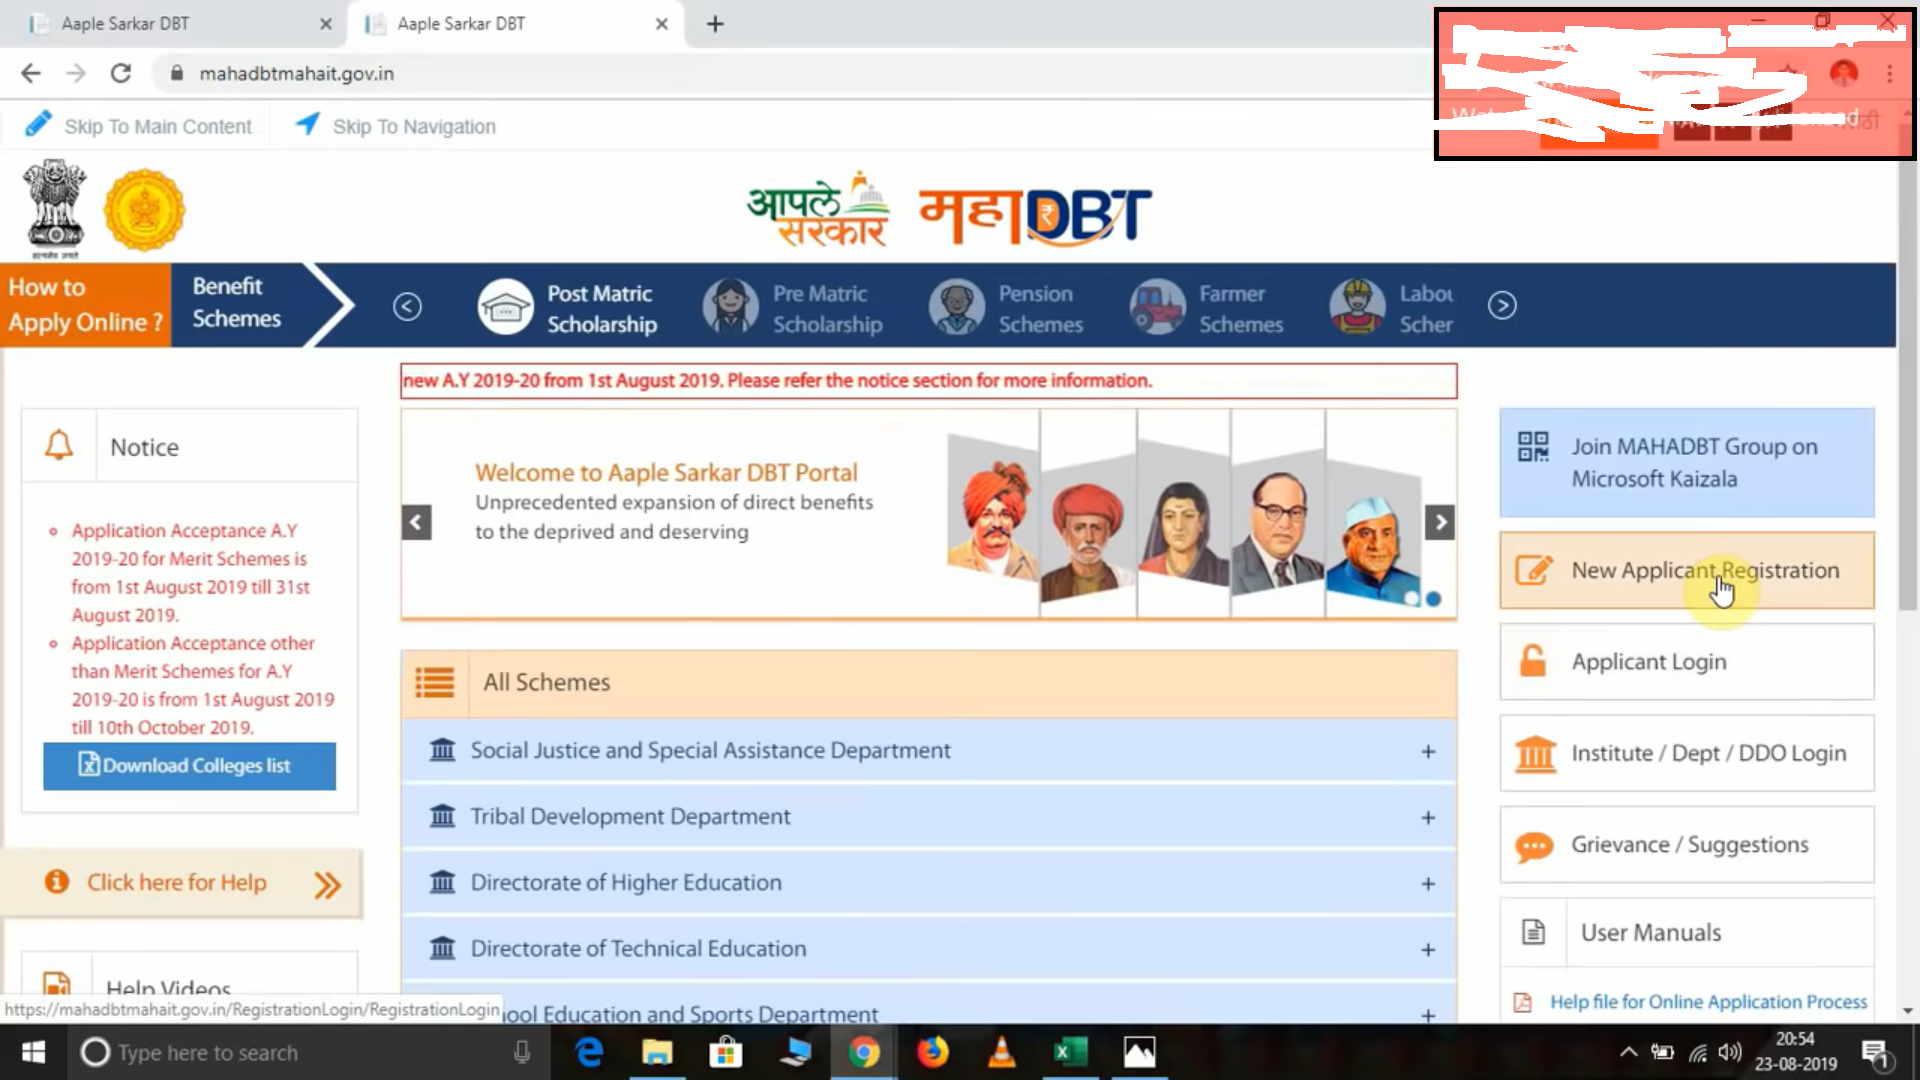 Aaple Sarkar DBT
Aaple Sarkar DBT
mahadbtmahait.gov.in
Skip To Main Content
Skip To Navigation
मराठी
आपले
सरकार
महाDBT
How to
Apply Online ?
Benefit
Schemes
Post Matric
Scholarship
Pre Matric
Scholarship
Pension
Schemes
Farmer
Schemes
new A.Y 2019-20 from 1st August 2019. Please refer the notice section for more information.
Notice
Application Acceptance A.Y
2019-20 for Merit Schemes is
from 1st August 2019 till 31st
August 2019.
Application Acceptance other
than Merit Schemes for A.Y
2019-20 is from 1st August 2019
till 10th October 2019.
Download Colleges list
Click here for Help
Help Videos
https://mahadbtmahait.gov.in/RegistrationLogin/RegistrationLogin
Welcome to Aaple Sarkar DBT Portal
Unprecedented expansion of direct benefits
to the deprived and deserving
All Schemes
Social Justice and Special Assistance Department
Tribal Development Department
Directorate of Higher Education
Directorate of Technical Education
ool Education and Sports Department
Join MAHADBT Group on
Microsoft Kaizala
New Applicant Registration
Applicant Login
Institute / Dept / DDO Login
Grievance / Suggestions
User Manuals
Help file for Online Application Process
Type here to search
20:54
23-08-2019
1